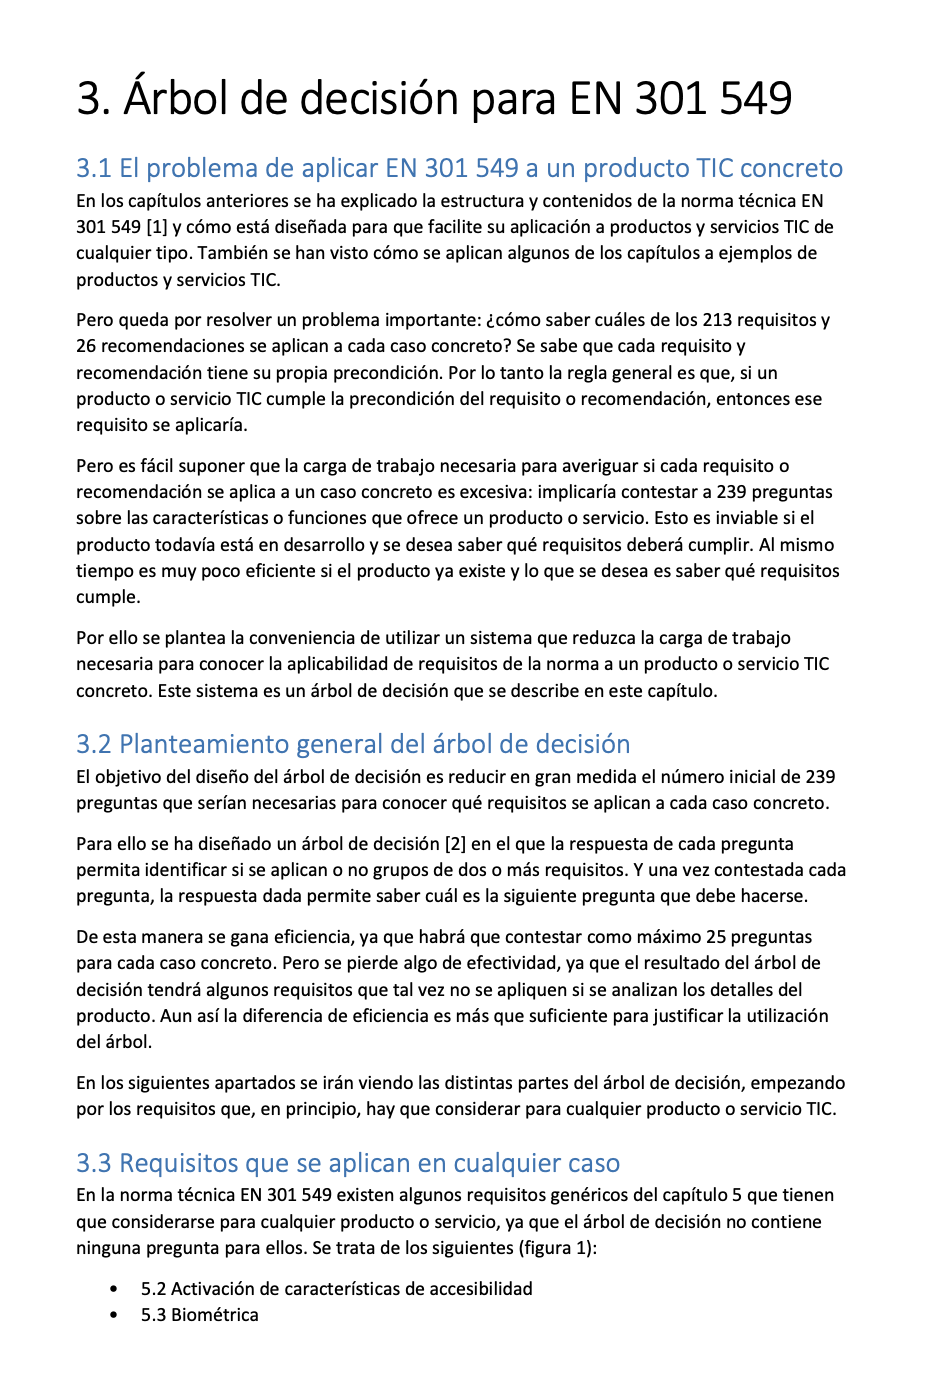 3. Árbol de decisión para EN 301 549
3.1 El problema de aplicar EN 301 549 a un producto TIC concreto
En los capítulos anteriores se ha explicado la estructura y contenidos de la norma técnica EN
301 549 [1] y cómo está diseñada para que facilite su aplicación a productos y servicios TIC de
cualquier tipo. También se han visto cómo se aplican algunos de los capítulos a ejemplos de
productos y servicios TIC.
Pero queda por resolver un problema importante: ¿cómo saber cuáles de los 213 requisitos y
26 recomendaciones se aplican a cada caso concreto? Se sabe que cada requisito y
recomendación tiene su propia precondición. Por lo tanto la regla general es que, si un
producto o servicio TIC cumple la precondición del requisito o recomendación, entonces ese
requisito se aplicaría.
Pero es fácil suponer que la carga de trabajo necesaria para averiguar si cada requisito o
recomendación se aplica a un caso concreto es excesiva: implicaría contestar a 239 preguntas
sobre las características o funciones que ofrece un producto o servicio. Esto es inviable si el
producto todavía está en desarrollo y se desea saber qué requisitos deberá cumplir. Al mismo
tiempo es muy poco eficiente si el producto ya existe y lo que se desea es saber qué requisitos
cumple.
Por ello se plantea la conveniencia de utilizar un sistema que reduzca la carga de trabajo
necesaria para conocer la aplicabilidad de requisitos de la norma a un producto o servicio TIC
concreto. Este sistema es un árbol de decisión que se describe en este capítulo.
3.2 Planteamiento general del árbol de decisión
El objetivo del diseño del árbol de decisión es reducir en gran medida el número inicial de 239
preguntas que serían necesarias para conocer qué requisitos se aplican a cada caso concreto.
Para ello se ha diseñado un árbol de decisión [2] en el que la respuesta de cada pregunta
permita identificar si se aplican o no grupos de dos o más requisitos. Y una vez contestada cada
pregunta, la respuesta dada permite saber cuál es la siguiente pregunta que debe hacerse.
De esta manera se gana eficiencia, ya que habrá que contestar como máximo 25 preguntas
para cada caso concreto. Pero se pierde algo de efectividad, ya que el resultado del árbol de
decisión tendrá algunos requisitos que tal vez no se apliquen si se analizan los detalles del
producto. Aun así la diferencia de eficiencia es más que suficiente para justificar la utilización
del árbol.
En los siguientes apartados se irán viendo las distintas partes del árbol de decisión, empezando
por los requisitos que, en principio, hay que considerar para cualquier producto o servicio TIC.
3.3 Requisitos que se aplican en cualquier caso
En la norma técnica EN 301 549 existen algunos requisitos genéricos del capítulo 5 que tienen
que considerarse para cualquier producto o servicio, ya que el árbol de decisión no contiene
ninguna pregunta para ellos. Se trata de los siguientes (figura 1):
• 5.2 Activación de características de accesibilidad
• 5.3 Biométrica